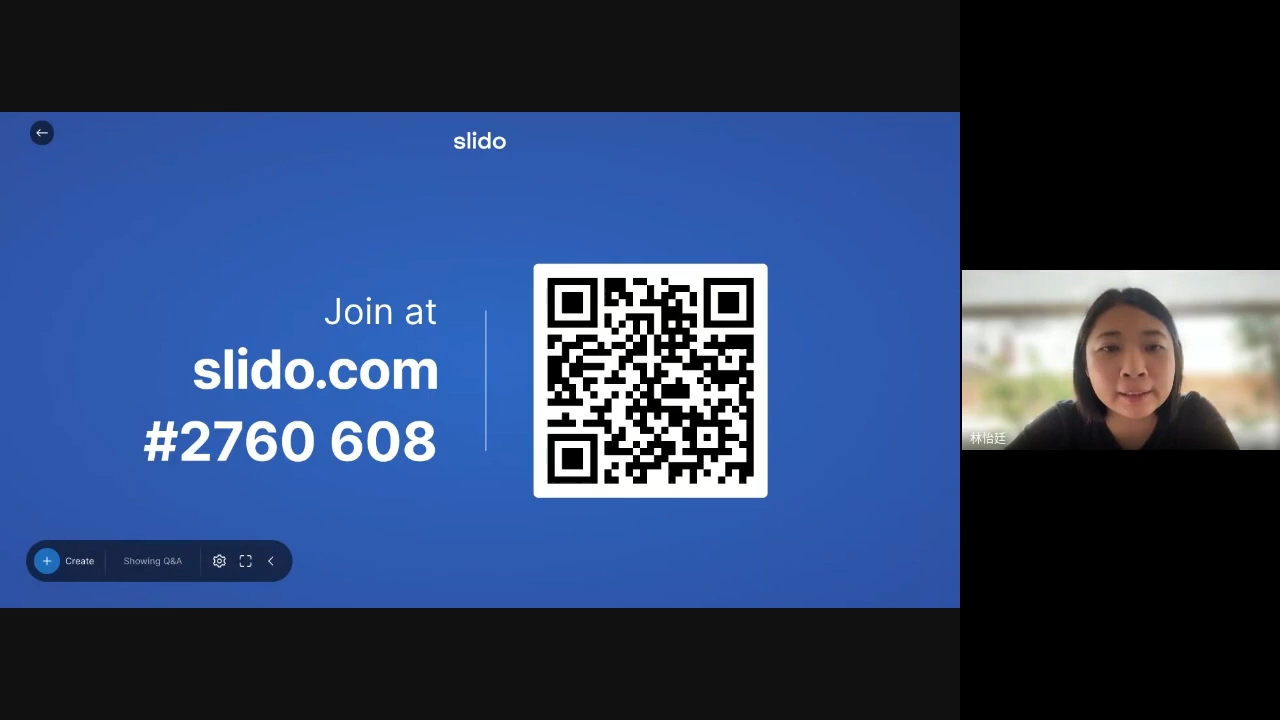 slido
Join at
slido.com
#2760 608
Create
Showing Q&A
林怡廷